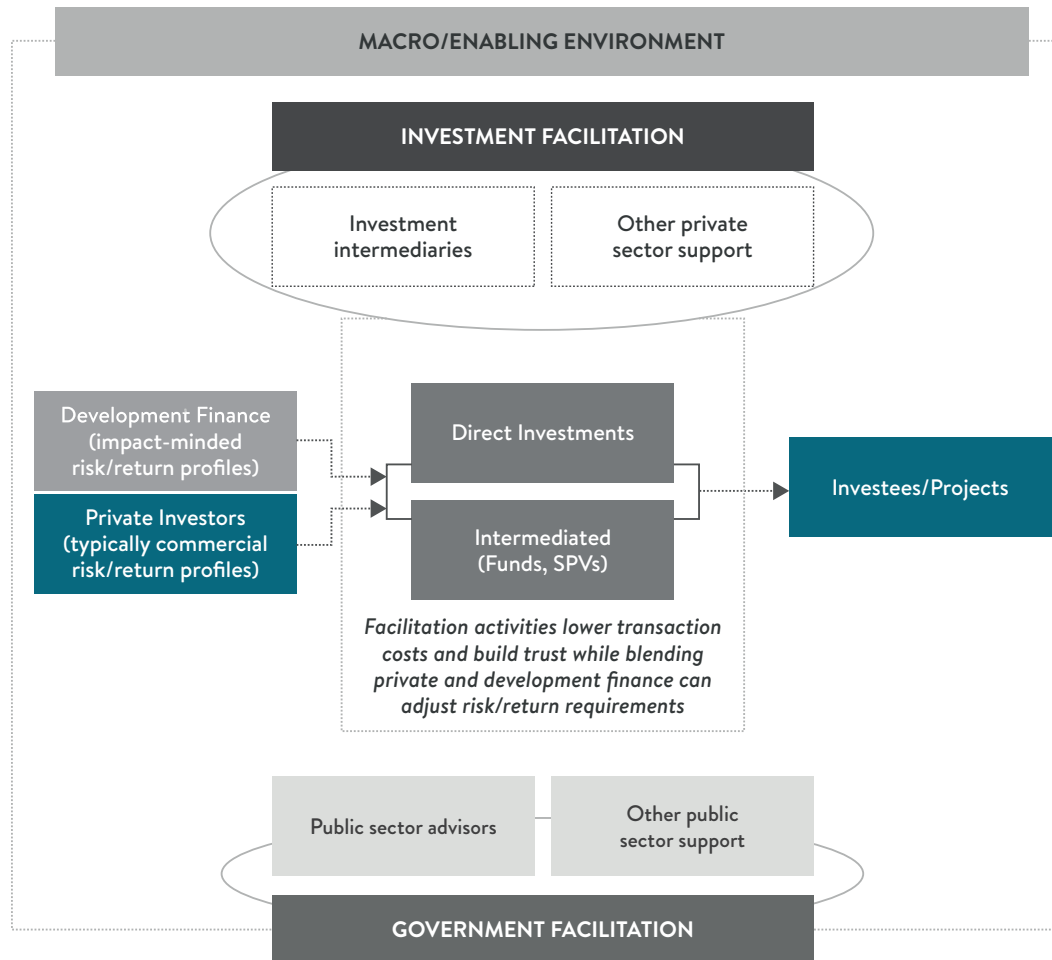 MACRO/ENABLING ENVIRONMENT
INVESTMENT FACILITATION
Investment
intermediaries
Other private
sector support
Development Finance
(impact-minded
risk/return profiles)
Private Investors
(typically commercial
risk/return profiles)
Direct Investments
Intermediated
(Funds, SPVs)
Investees/Projects
Facilitation activities lower transaction
costs and build trust while blending
private and development finance can
adjust risk/return requirements
Public sector advisors
Other public
sector support
GOVERNMENT FACILITATION